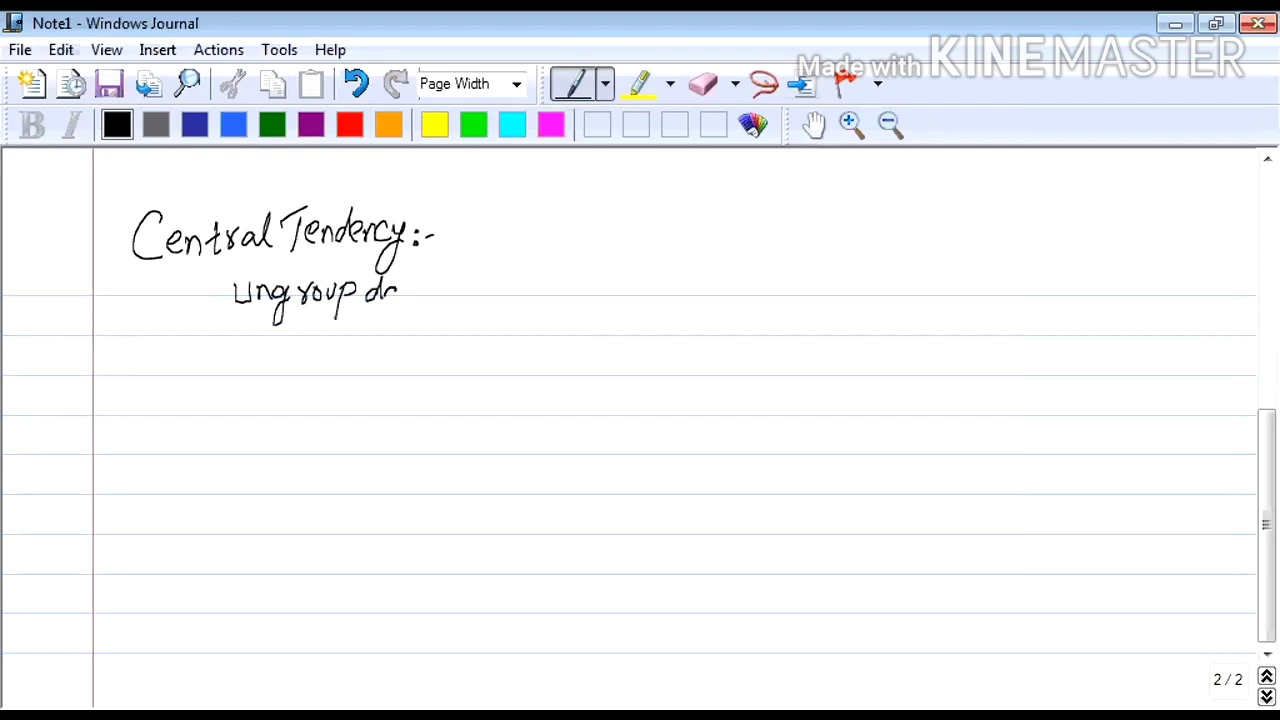 Note1 - Windows Journal
File Edit View Insert Actions Tools Help
Made with KINEMASTER
Page Width
B I
Central Tendency:-
Ungroup da
2 / 2